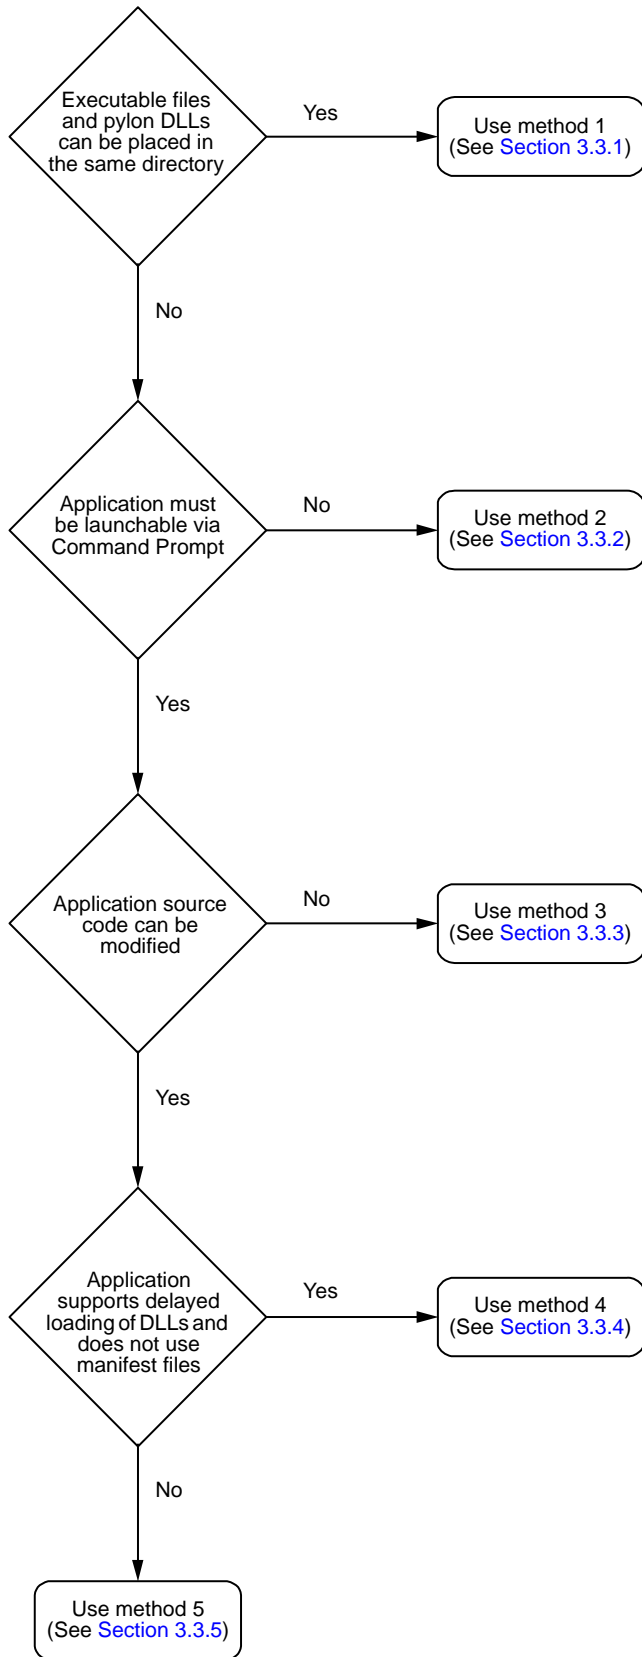 Executable files
and pylon DLLs
can be placed in
the same directory
Yes
Use method 1
(See Section 3.3.1)
No
Application must
be launchable via
Command Prompt
No
Use method 2
(See Section 3.3.2)
Yes
Application source
code can be
modified
No
Use method 3
(See Section 3.3.3)
Yes
Application
supports delayed
loading of DLLs and
does not use
manifest files
Yes
Use method 4
(See Section 3.3.4)
No
Use method 5
(See Section 3.3.5)